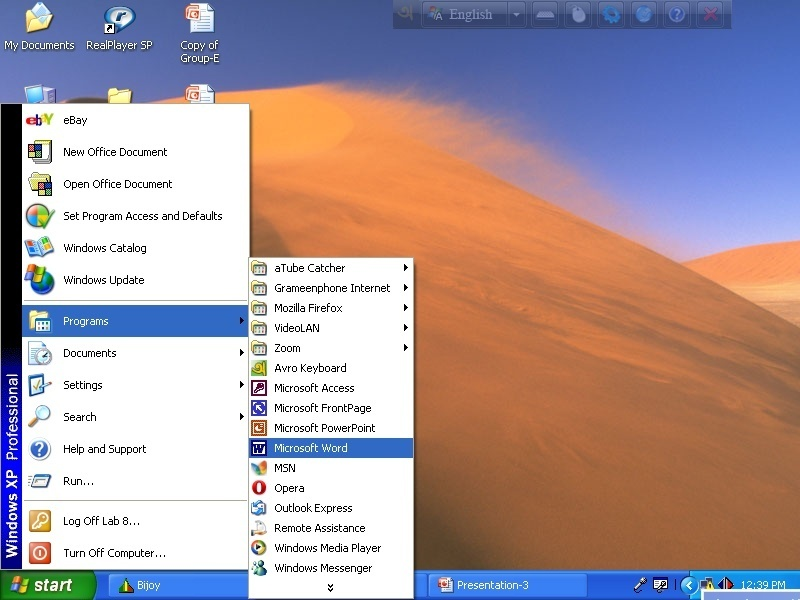 English
My Documents
RealPlayer SP
Copy of
Group-E
ebY
eBay
New Office Document
Open Office Document
Set Program Access and Defaults
Windows Catalog
Windows Update
Programs
Documents
Settings
Search
Help and Support
Run...
Log Off Lab 8...
Turn Off Computer...
Windows XP Professional
aTube Catcher
Grameenphone Internet
Mozilla Firefox
VideoLAN
Zoom
Avro Keyboard
Microsoft Access
Microsoft FrontPage
Microsoft PowerPoint
Microsoft Word
MSN
Opera
Outlook Express
Remote Assistance
Windows Media Player
Windows Messenger
start
Bijoy
Presentation-3
12:39 PM